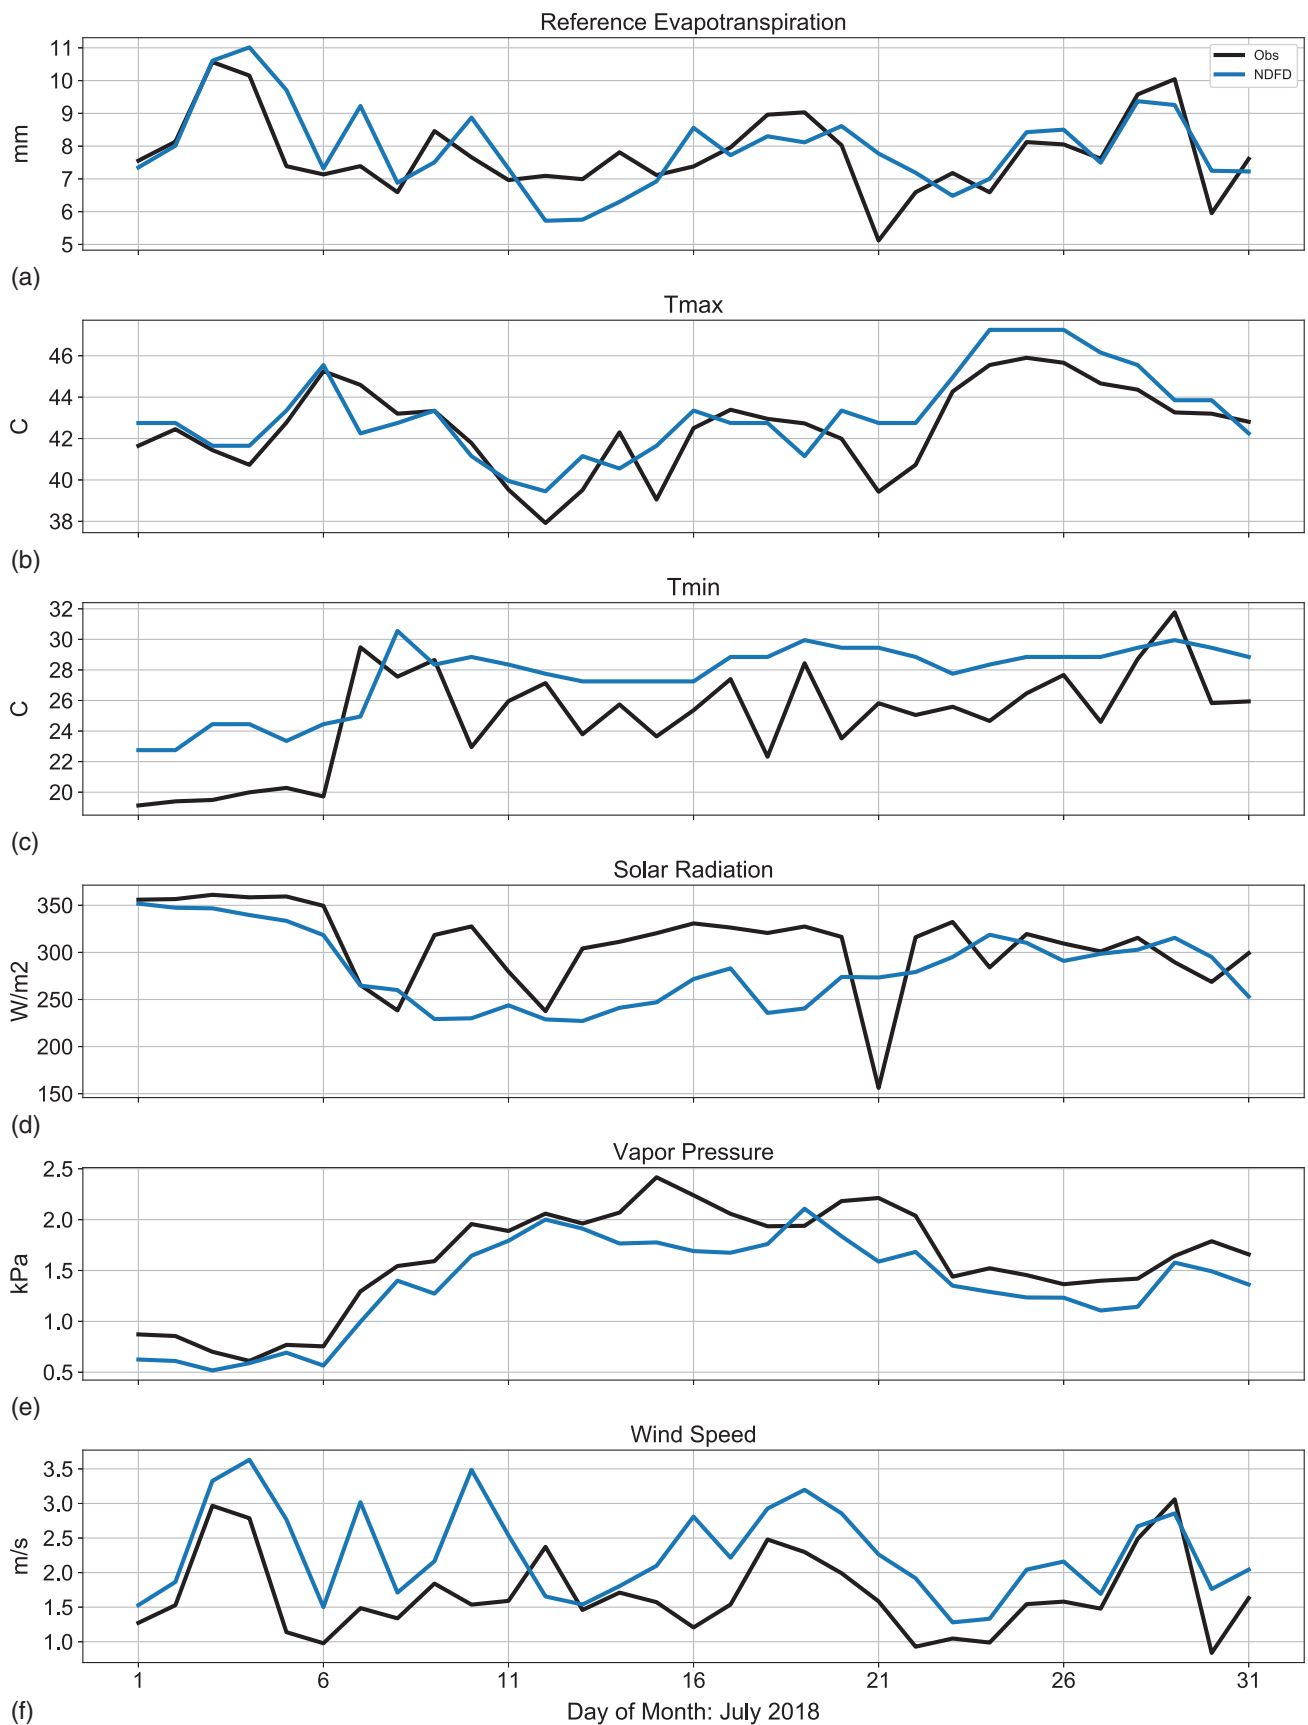 Reference Evapotranspiration
11
10
9
8
7
6
5
mm
Obs
NDFD
(a)
Tmax
46
44
42
40
38
C
(b)
Tmin
32
30
28
26
24
22
20
C
(c)
Solar Radiation
350
300
250
200
150
W/m2
(d)
Vapor Pressure
2.5
2.0
1.5
1.0
0.5
kPa
(e)
Wind Speed
3.5
3.0
2.5
2.0
1.5
1.0
m/s
1 6 11 16 21 26 31
(f)
Day of Month: July 2018